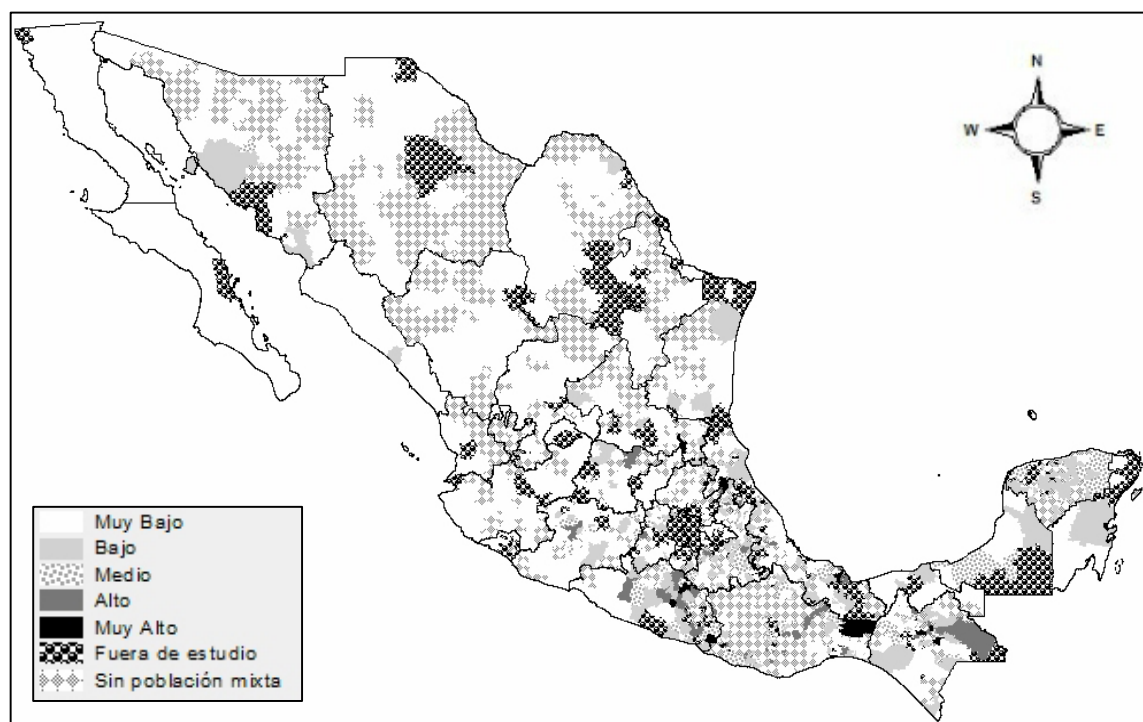 N
W E
S
Muy Bajo
Bajo
Medio
Alto
Muy Alto
Fuera de estudio
Sin población mixta